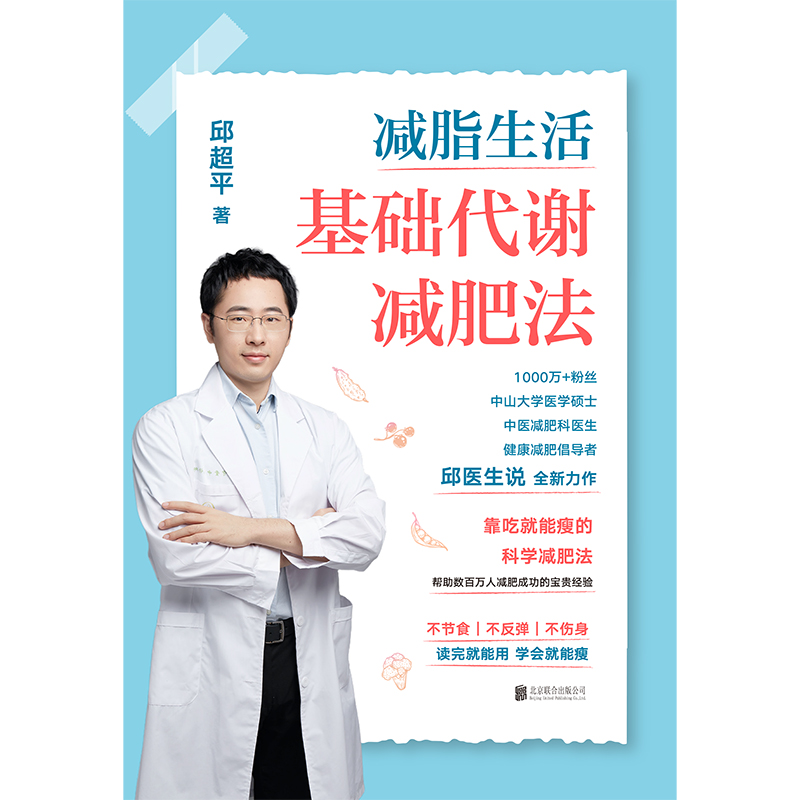 减脂生活
基础代谢
减肥法
邱超平 著
1000万+粉丝
中山大学医学硕士
中医减肥科医生
健康减肥倡导者
邱医生说 全新力作
靠吃就能瘦的
科学减肥法
帮助数百万人减肥成功的宝贵经验
不节食|不反弹|不伤身
读完就能用 学会就能瘦
北京联合出版公司
Beijing United Publishing Co.,Ltd.